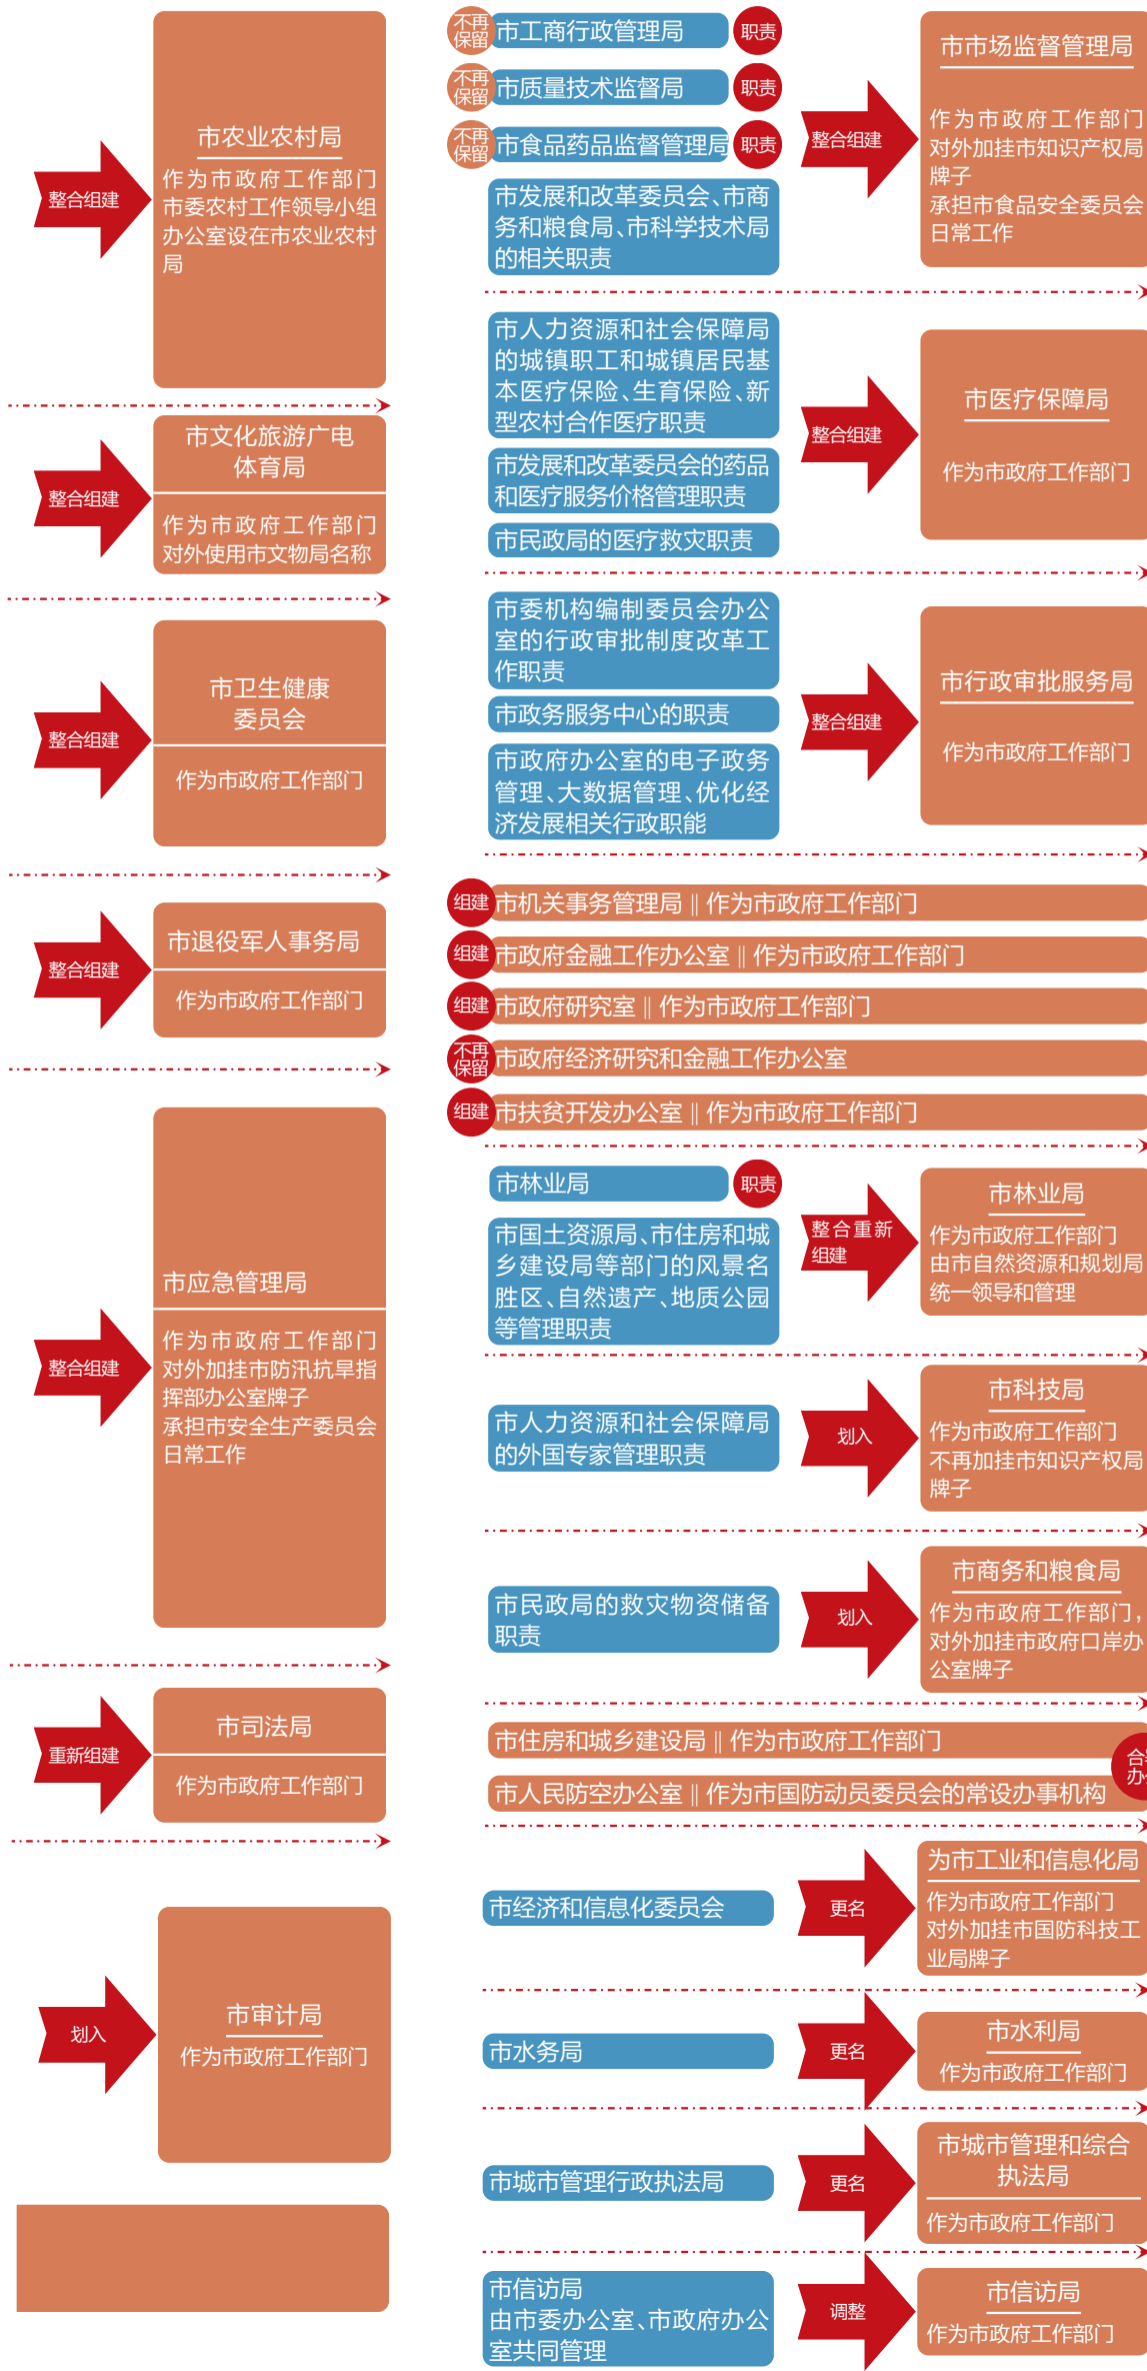 整合组建
市农业农村局
作为市政府工作部门
市委农村工作领导小组
办公室设在市农业农村
局
整合组建
市文化旅游广电
体育局
作为市政府工作部门
对外使用市文物局名称
整合组建
市卫生健康
委员会
作为市政府工作部门
整合组建
市退役军人事务局
作为市政府工作部门
整合组建
市应急管理局
作为市政府工作部门
对外加挂市防汛抗旱指
挥部办公室牌子
承担市安全生产委员会
日常工作
重新组建
市司法局
作为市政府工作部门
划入
市审计局
作为市政府工作部门
不再
保留
市工商行政管理局
职责
不再
保留
市质量技术监督局
职责
不再
保留
市食品药品监督管理局
职责
市发展和改革委员会、市商
务和粮食局、市科学技术局
的相关职责
整合组建
市市场监督管理局
作为市政府工作部门
对外加挂市知识产权局
牌子
承担市食品安全委员会
日常工作
市人力资源和社会保障局
的城镇职工和城镇居民基
本医疗保险、生育保险、新
型农村合作医疗职责
市发展和改革委员会的药品
和医疗服务价格管理职责
市民政局的医疗救灾职责
整合组建
市医疗保障局
作为市政府工作部门
市委机构编制委员会办公
室的行政审批制度改革工
作职责
市政务服务中心的职责
市政府办公室的电子政务
管理、大数据管理、优化经
济发展相关行政职能
整合组建
市行政审批服务局
作为市政府工作部门
组建
市机关事务管理局 || 作为市政府工作部门
组建
市政府金融工作办公室 || 作为市政府工作部门
组建
市政府研究室 || 作为市政府工作部门
不再
保留
市政府经济研究和金融工作办公室
组建
市扶贫开发办公室 || 作为市政府工作部门
市林业局
职责
市国土资源局、市住房和城
乡建设局等部门的风景名
胜区、自然遗产、地质公园
等管理职责
整合重新
组建
市林业局
作为市政府工作部门
由市自然资源和规划局
统一领导和管理
市人力资源和社会保障局
的外国专家管理职责
划入
市科技局
作为市政府工作部门
不再加挂市知识产权局
牌子
市民政局的救灾物资储备
职责
划入
市商务和粮食局
作为市政府工作部门，
对外加挂市政府口岸办
公室牌子
市住房和城乡建设局 || 作为市政府工作部门
市人民防空办公室 || 作为市国防动员委员会的常设办事机构
合
办
市经济和信息化委员会
更名
为市工业和信息化局
作为市政府工作部门
对外加挂市国防科技工
业局牌子
市水务局
更名
市水利局
作为市政府工作部门
市城市管理行政执法局
更名
市城市管理和综合
执法局
作为市政府工作部门
市信访局
由市委办公室、市政府办公
室共同管理
调整
市信访局
作为市政府工作部门